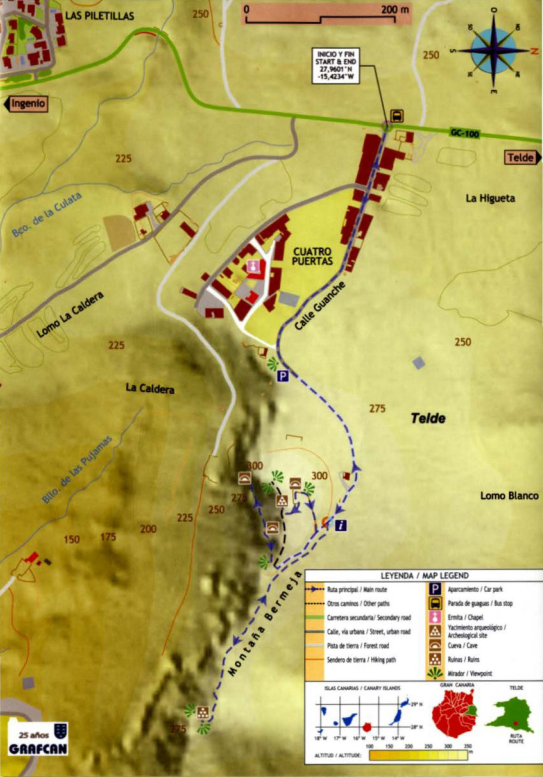 LAS PILETILLAS
250
0
200 m
250
O
S
N
E
INICIO Y FIN
START & END
27,9601°N
-15,4234°W
Ingenio
GC-100
Telde
225
Bco. de la Culata
La Higueta
CUATRO
PUERTAS
Calle Guanche
Lomo La Caldera
225
250
P
La Caldera
275
Telde
Bllo. de las Pujamas
300
300
275
250
225
200
175
150
Lomo Blanco
i
Montaña Bermeja
275
LEYENDA / MAP LEGEND
Ruta principal / Main route
Otros caminos / Other paths
Carretera secundaria / Secondary road
Calle, vía urbana / Street, urban road
Pista de tierra / Forest road
Sendero de tierra / Hiking path
P Aparcamiento / Car park
Parada de guaguas / Bus stop
Ermita / Chapel
Yacimiento arqueológico /
Archeological site
Cueva / Cave
Ruinas / Ruins
Mirador / Viewpoint
ISLAS CANARIAS / CANARY ISLANDS
29° N
28° N
18° W 17° W 16° W 15° W 14° W
GRAN CANARIA
TELDE
RUTA
ROUTE
ALTITUD / ALTITUDE:
100 150 200 250 300 350
m
25 años
GRAFCAN